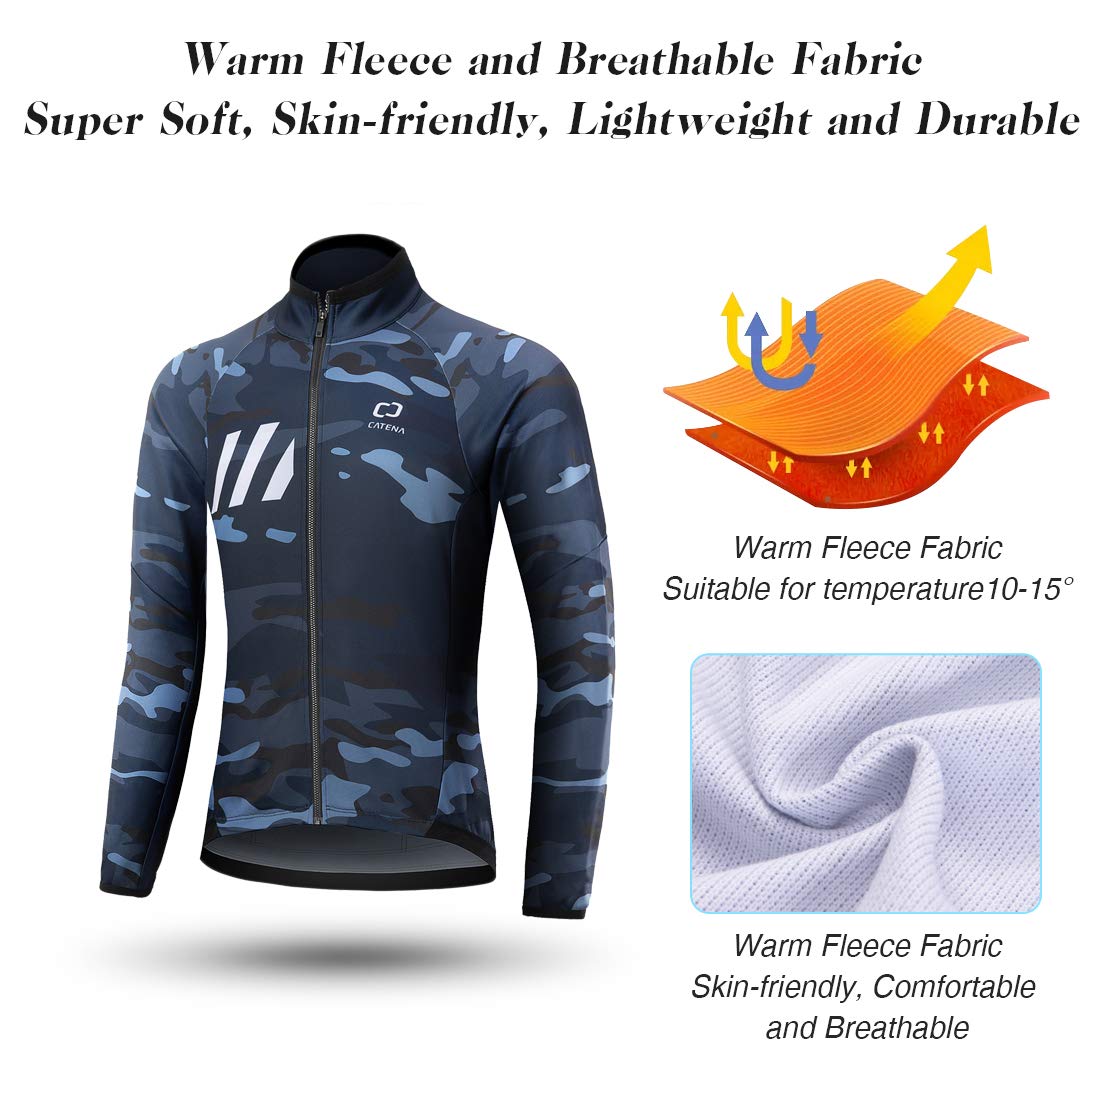 Warm Fleece and Breathable Fabric
Super Soft, Skin-friendly, Lightweight and Durable
CATENA
Warm Fleece Fabric
Suitable for temperature10-15°
Warm Fleece Fabric
Skin-friendly, Comfortable
and Breathable